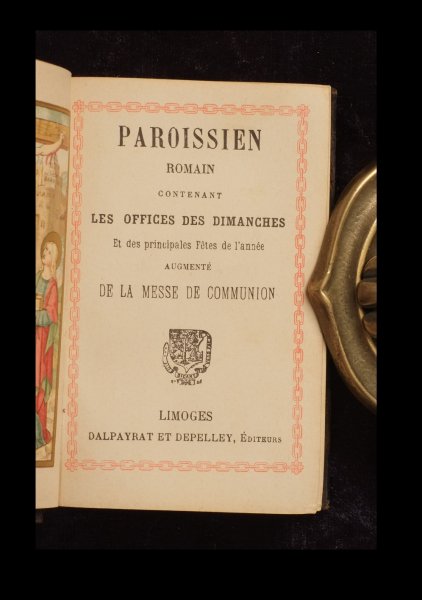 PAROISSIEN
ROMAIN
CONTENANT
LES OFFICES DES DIMANCHES
Et des principales Fêtes de l'année
AUGMENTÉ
DE LA MESSE DE COMMUNION
LIMOGES
DALPAYRAT ET DEPELLEY, ÉDITEURS